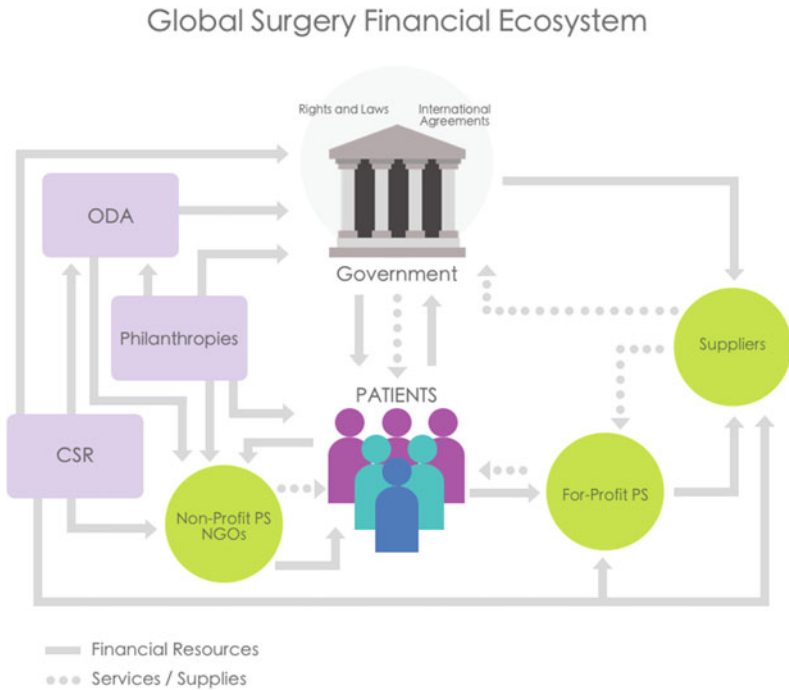 Global Surgery Financial Ecosystem
Rights and Laws
International
Agreements
ODA
Government
Philanthropies
Suppliers
PATIENTS
CSR
Non-Profit PS
NGOs
For-Profit PS
Financial Resources
Services / Supplies